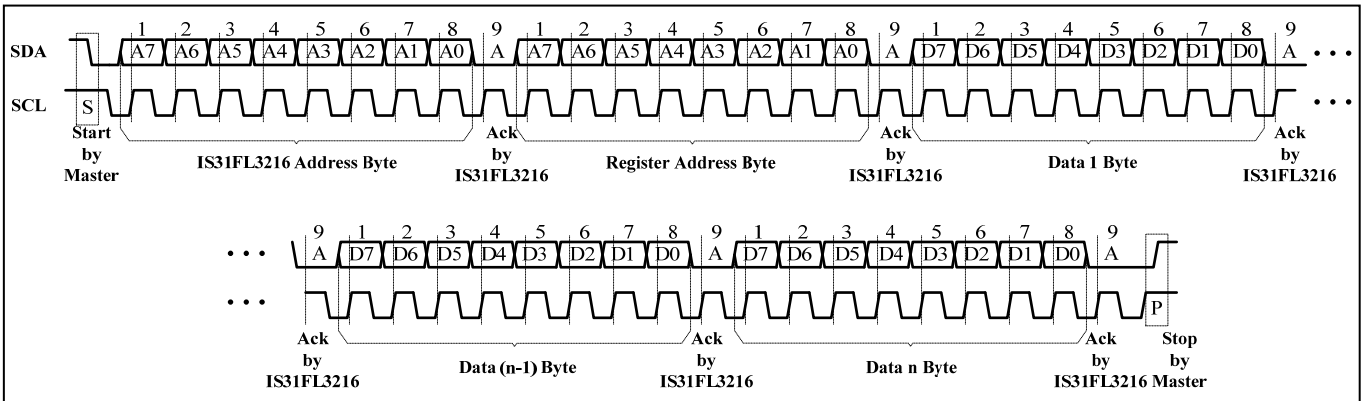 1 2 3 4 5 6 7 8 9 1 2 3 4 5 6 7 8 9 1 2 3 4 5 6 7 8 9
SDA A7 A6 A5 A4 A3 A2 A1 A0 A A7 A6 A5 A4 A3 A2 A1 A0 A D7 D6 D5 D4 D3 D2 D1 D0 A • • •
SCL S • • •
Start by Master
IS31FL3216 Address Byte
Ack by IS31FL3216
Register Address Byte
Ack by IS31FL3216
Data 1 Byte
Ack by IS31FL3216
9 1 2 3 4 5 6 7 8 9 1 2 3 4 5 6 7 8 9
• • • A D7 D6 D5 D4 D3 D2 D1 D0 A D7 D6 D5 D4 D3 D2 D1 D0 A
• • • P
Ack by IS31FL3216
Data (n-1) Byte
Ack by IS31FL3216
Data n Byte
Ack by IS31FL3216
Stop by Master